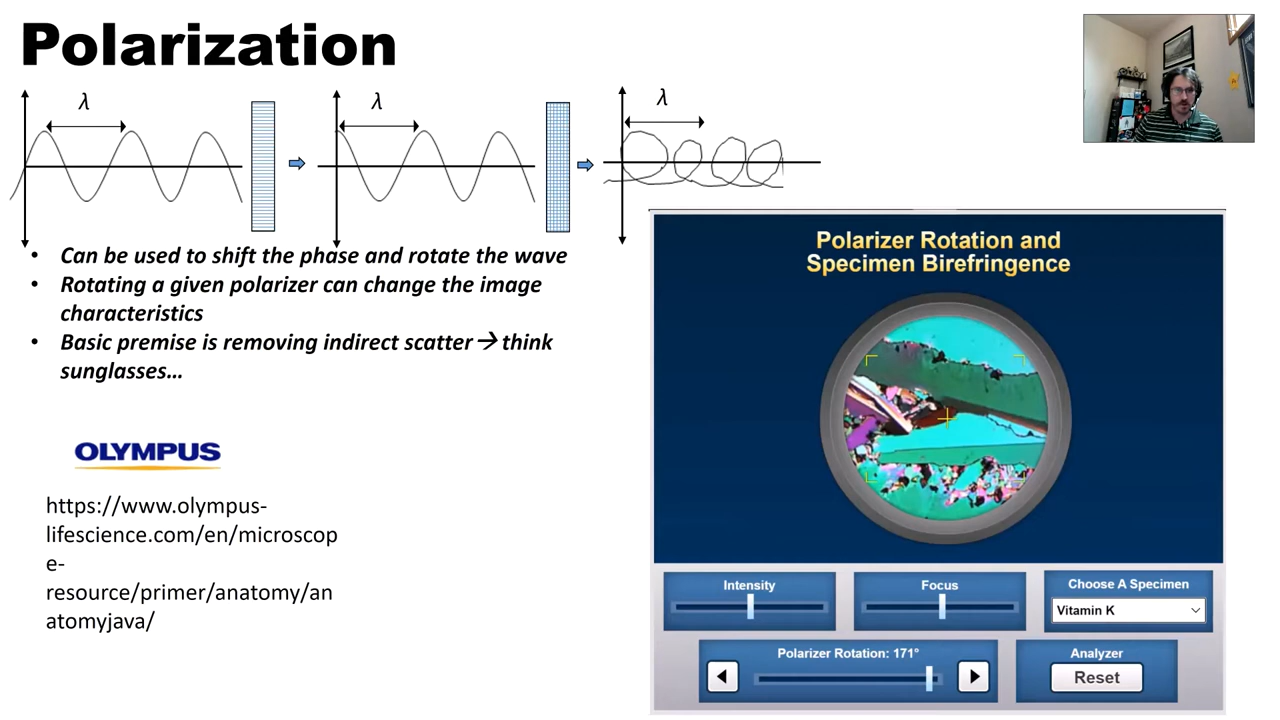 Polarization
λ
λ
λ
• Can be used to shift the phase and rotate the wave
• Rotating a given polarizer can change the image
characteristics
• Basic premise is removing indirect scatter → think
sunglasses…
OLYMPUS
https://www.olympus-
lifescience.com/en/microscop
e-
resource/primer/anatomy/an
atomyjava/
Polarizer Rotation and
Specimen Birefringence
Intensity
Focus
Choose A Specimen
Vitamin K
Polarizer Rotation: 171°
Analyzer
Reset